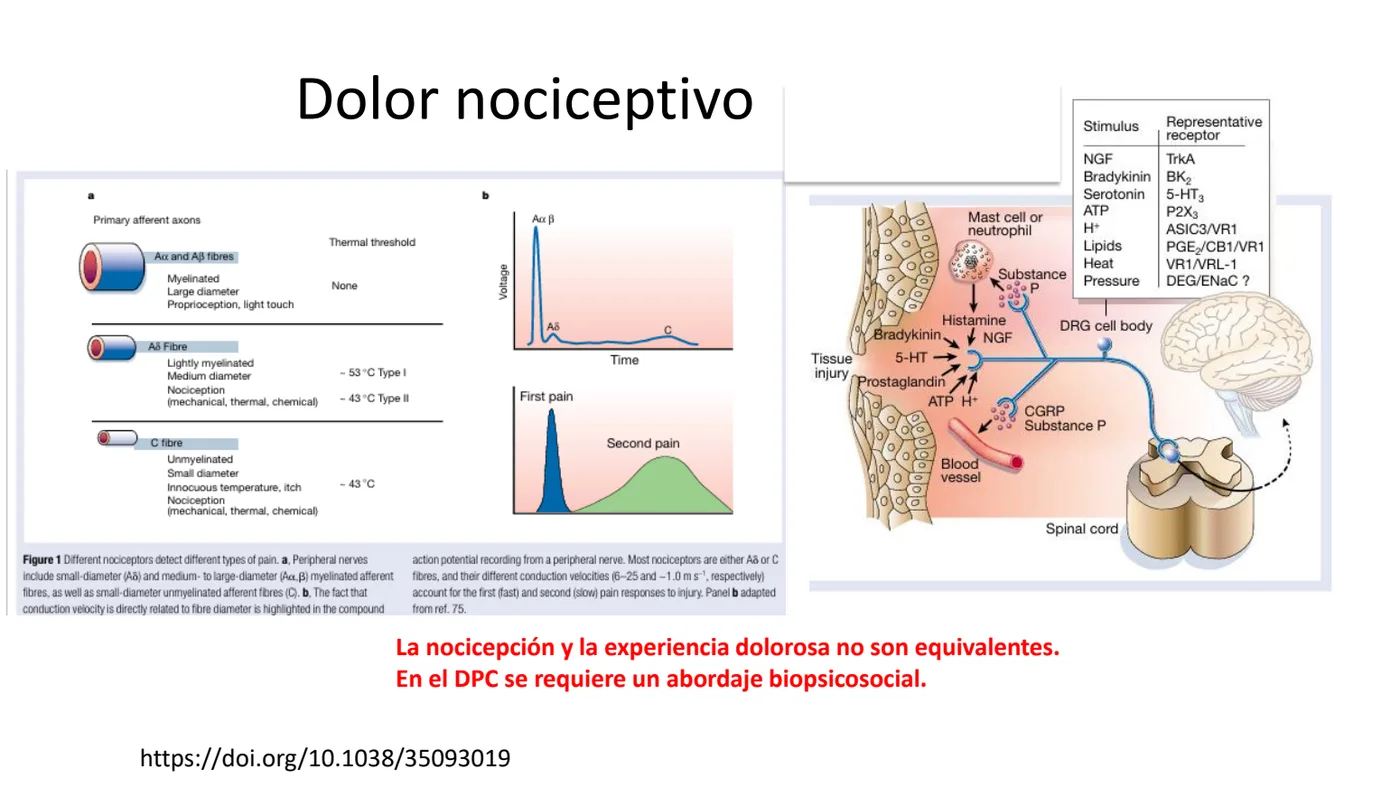 Dolor nociceptivo
a
Primary afferent axons
Thermal threshold
Aα and Aβ fibres
Myelinated
Large diameter
Proprioception, light touch
None
Aδ Fibre
Lightly myelinated
Medium diameter
Nociception
(mechanical, thermal, chemical)
~ 53 °C Type I
~ 43 °C Type II
C fibre
Unmyelinated
Small diameter
Innocuous temperature, itch
Nociception
(mechanical, thermal, chemical)
~ 43 °C
b
Voltage
Aα β
Aδ
C
Time
First pain
Second pain
Figure 1 Different nociceptors detect different types of pain. a, Peripheral nerves
include small-diameter (Aδ) and medium- to large-diameter (Aα,β) myelinated afferent
fibres, as well as small-diameter unmyelinated afferent fibres (C). b, The fact that
conduction velocity is directly related to fibre diameter is highlighted in the compound
action potential recording from a peripheral nerve. Most nociceptors are either Aδ or C
fibres, and their different conduction velocities (6–25 and ~1.0 m s⁻¹, respectively)
account for the first (fast) and second (slow) pain responses to injury. Panel b adapted
from ref. 75.
Stimulus Representative
receptor
NGF TrkA
Bradykinin BK₂
Serotonin 5-HT₃
ATP P2X₃
H⁺ ASIC3/VR1
Lipids PGE₂/CB1/VR1
Heat VR1/VRL-1
Pressure DEG/ENaC ?
Mast cell or
neutrophil
Substance
P
Histamine
NGF
Bradykinin
5-HT
Prostaglandin
ATP H⁺
Tissue
injury
DRG cell body
CGRP
Substance P
Blood
vessel
Spinal cord
La nocicepción y la experiencia dolorosa no son equivalentes.
En el DPC se requiere un abordaje biopsicosocial.
https://doi.org/10.1038/35093019